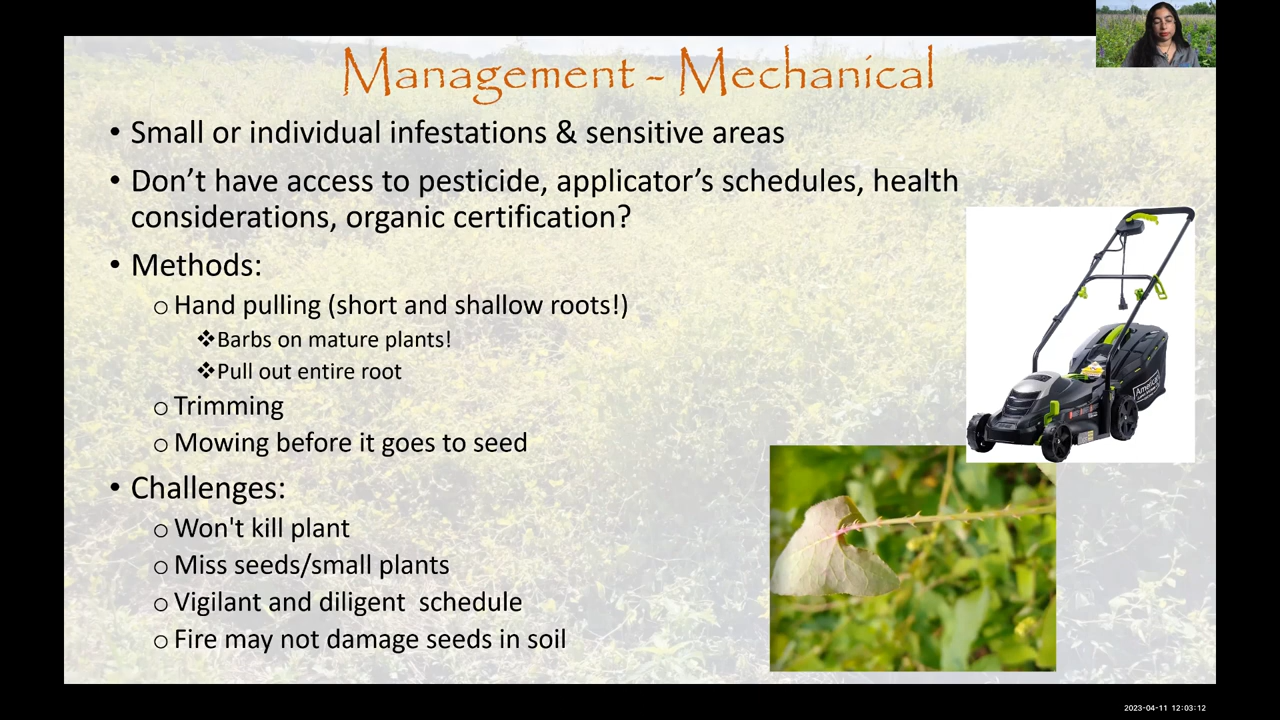 Management - Mechanical
• Small or individual infestations & sensitive areas
• Don't have access to pesticide, applicator's schedules, health
considerations, organic certification?
• Methods:
o Hand pulling (short and shallow roots!)
❖Barbs on mature plants!
❖Pull out entire root
o Trimming
o Mowing before it goes to seed
• Challenges:
o Won't kill plant
o Miss seeds/small plants
o Vigilant and diligent schedule
o Fire may not damage seeds in soil
2023-04-11 12:03:12